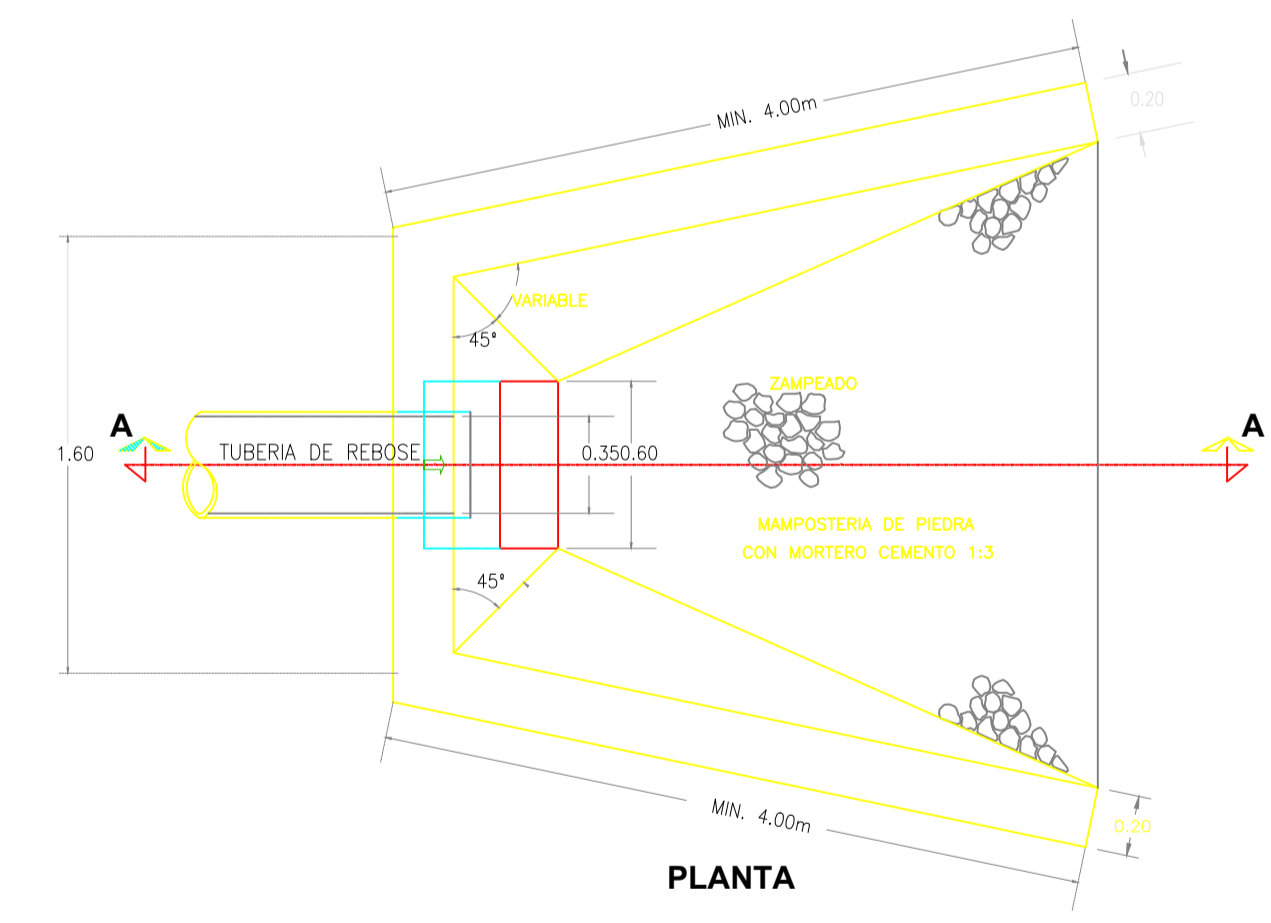 MIN. 4.00m
0.20
VARIABLE
45°
ZAMPEADO
A
A
1.60
TUBERIA DE REBOSE
0.350.60
MAMPOSTERIA DE PIEDRA
CON MORTERO CEMENTO 1:3
45°
MIN. 4.00m
0.20
PLANTA